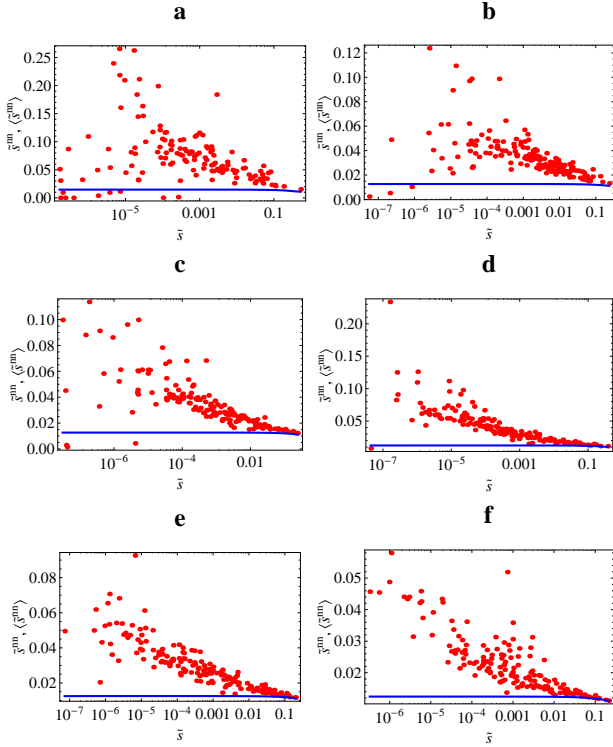 a
b
0.25
0.20
0.15
0.10
0.05
0.00
s̃ⁿⁿ, ⟨s̃ⁿⁿ⟩
10⁻⁵ 0.001 0.1
s̃
0.12
0.10
0.08
0.06
0.04
0.02
0.00
s̃ⁿⁿ, ⟨s̃ⁿⁿ⟩
10⁻⁷ 10⁻⁶ 10⁻⁵ 10⁻⁴ 0.001 0.01 0.1
s̃
c
d
0.10
0.08
0.06
0.04
0.02
0.00
s̃ⁿⁿ, ⟨s̃ⁿⁿ⟩
10⁻⁶ 10⁻⁴ 0.01
s̃
0.20
0.15
0.10
0.05
s̃ⁿⁿ, ⟨s̃ⁿⁿ⟩
10⁻⁷ 10⁻⁵ 0.001 0.1
s̃
e
f
0.08
0.06
0.04
0.02
s̃ⁿⁿ, ⟨s̃ⁿⁿ⟩
10⁻⁷ 10⁻⁶ 10⁻⁵ 10⁻⁴ 0.001 0.01 0.1
s̃
0.05
0.04
0.03
0.02
0.01
s̃ⁿⁿ, ⟨s̃ⁿⁿ⟩
10⁻⁶ 10⁻⁵ 10⁻⁴ 0.001 0.01 0.1
s̃